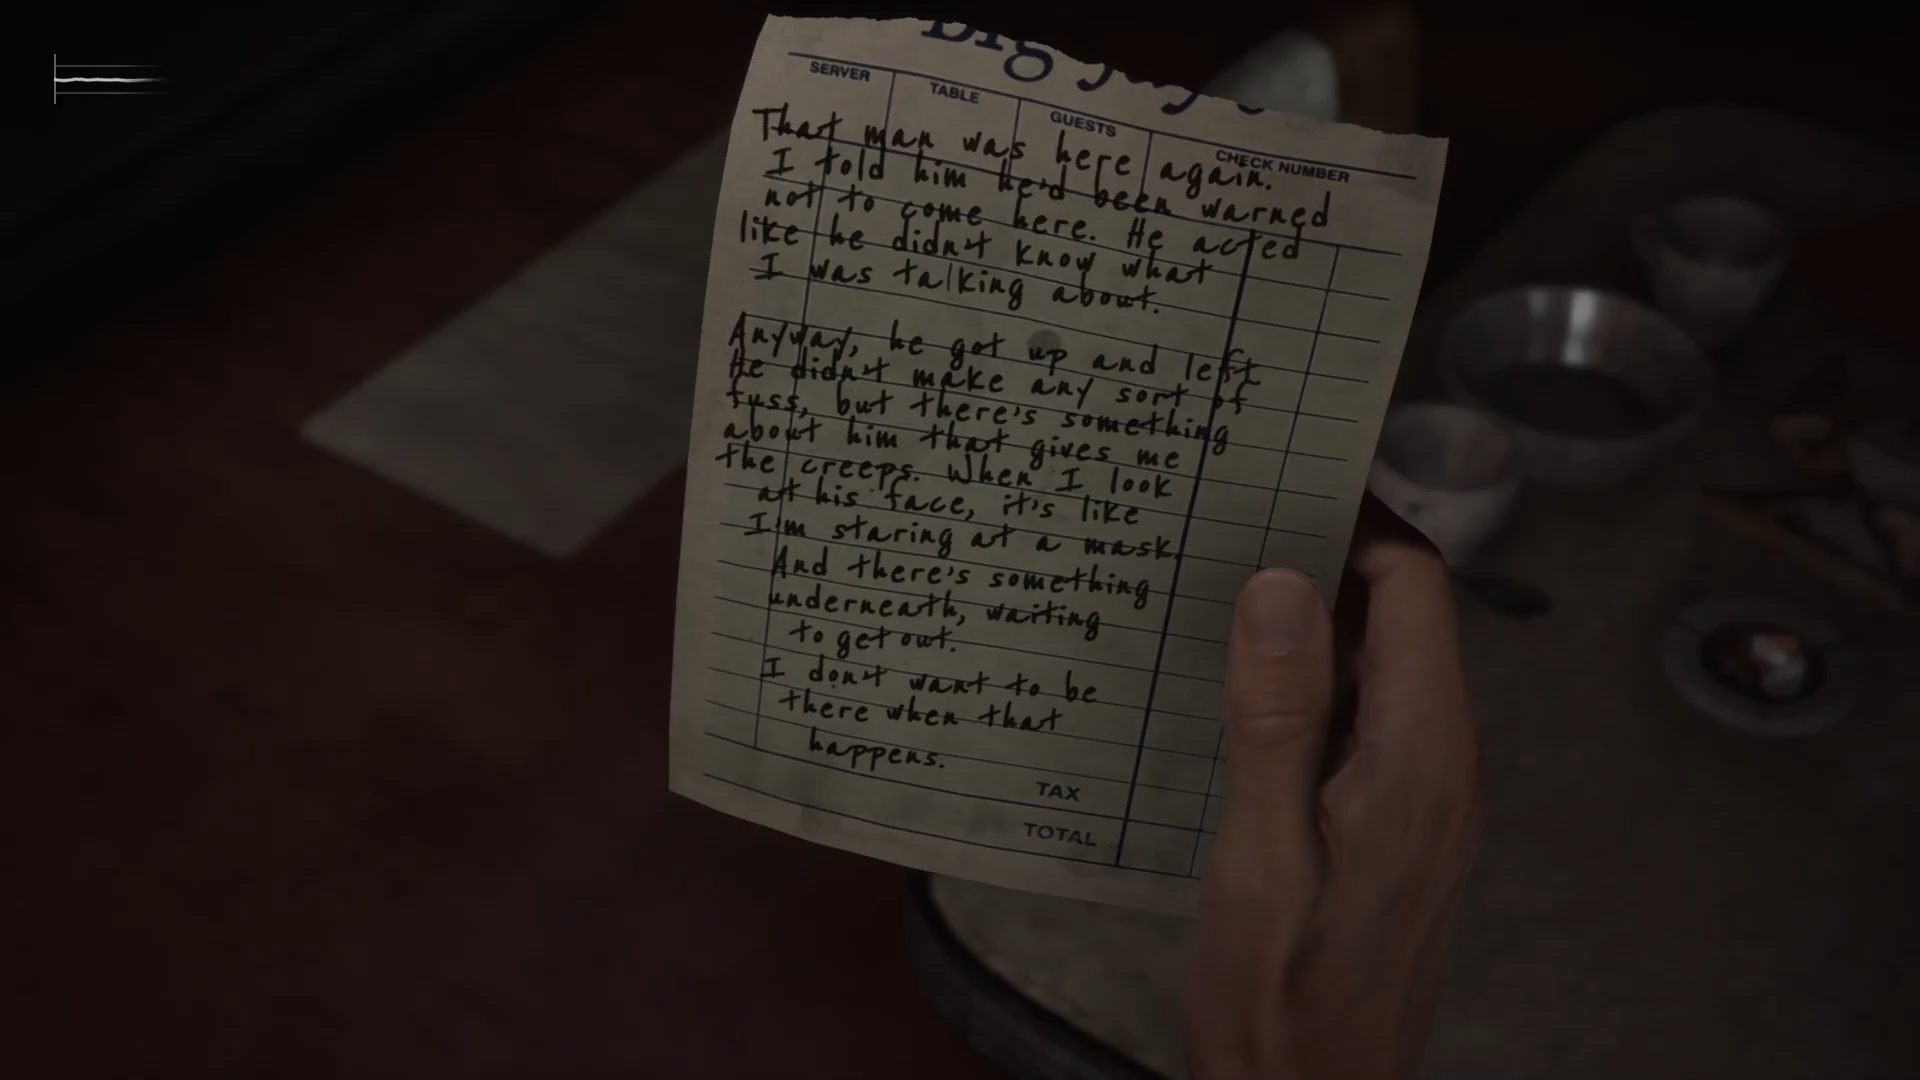 Big Jay's
SERVER TABLE GUESTS CHECK NUMBER
That man was here again.
I told him he'd been warned
not to come here. He acted
like he didn't know what
I was talking about.
Anyway, he got up and left
He didn't make any sort of
fuss, but there's something
about him that gives me
the creeps. When I look
at his face, it's like
I'm staring at a mask.
And there's something
underneath, waiting
to get out.
I don't want to be
there when that
happens.
TAX
TOTAL